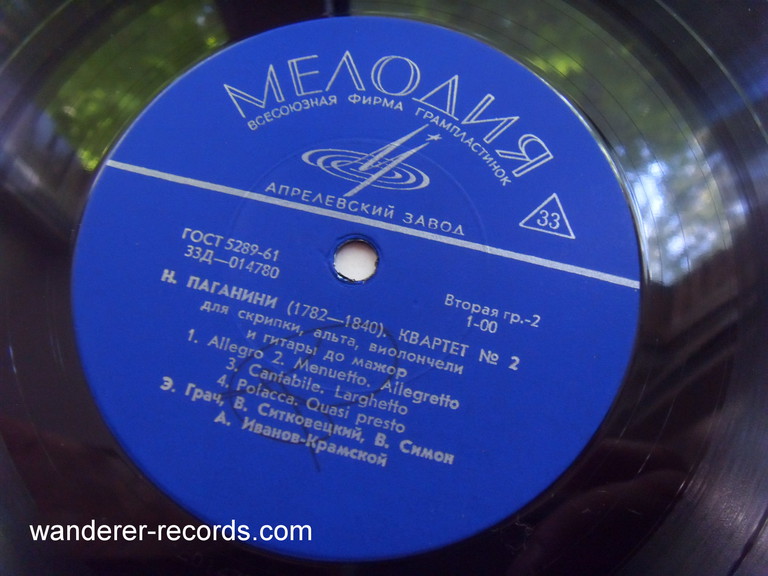 МЕЛОДИЯ
ВСЕСОЮЗНАЯ ФИРМА ГРАМПЛАСТИНОК
АПРЕЛЕВСКИЙ ЗАВОД
33
ГОСТ 5289-61
33Д—014780
Вторая гр.-2
1-00
Н. ПАГАНИНИ (1782—1840). КВАРТЕТ № 2
для скрипки, альта, виолончели
и гитары до мажор
1. Allegro 2. Menuetto. Allegretto
3. Cantabile. Larghetto
4. Polacca. Quasi presto
Э. Грач, В. Ситковецкий, В. Симон
А. Иванов-Крамской
wanderer-records.com